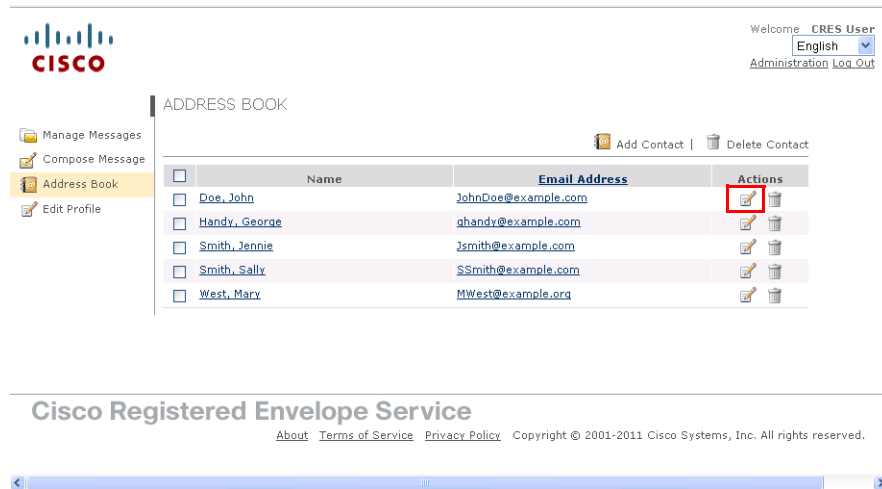 Welcome CRES User
English
CISCO
Administration Log Out
ADDRESS BOOK
Manage Messages
Compose Message
Address Book
Edit Profile
Add Contact | Delete Contact
Name Email Address Actions
Doe, John JohnDoe@example.com
Handy, George ghandy@example.com
Smith, Jennie Jsmith@example.com
Smith, Sally SSmith@example.com
West, Mary MWest@example.org
Cisco Registered Envelope Service
About Terms of Service Privacy Policy Copyright © 2001-2011 Cisco Systems, Inc. All rights reserved.